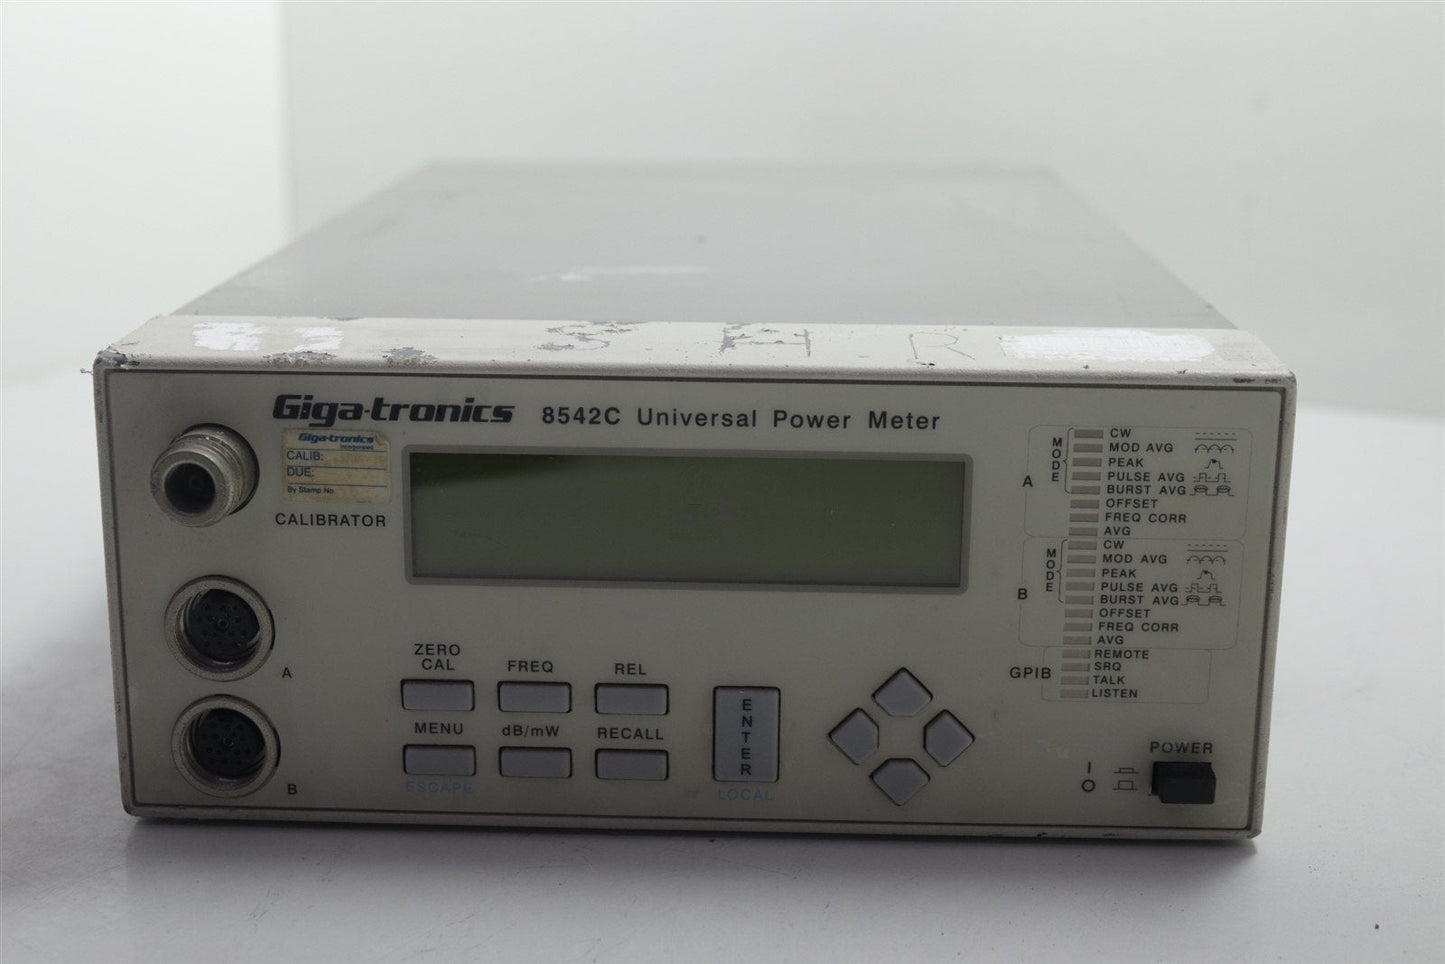 S. H. R
Giga-tronics 8542C Universal Power Meter
Giga-tronics
incorporated
CALIB:
DUE:
By Stamp No.
CALIBRATOR
A
B
ZERO
CAL
FREQ
REL
MENU
dB/mW
RECALL
ESCAPE
ENTER
LOCAL
A
MODE
CW
MOD AVG
PEAK
PULSE AVG
BURST AVG
OFFSET
FREQ CORR
AVG
B
MODE
CW
MOD AVG
PEAK
PULSE AVG
BURST AVG
OFFSET
FREQ CORR
AVG
GPIB
REMOTE
SRQ
TALK
LISTEN
POWER